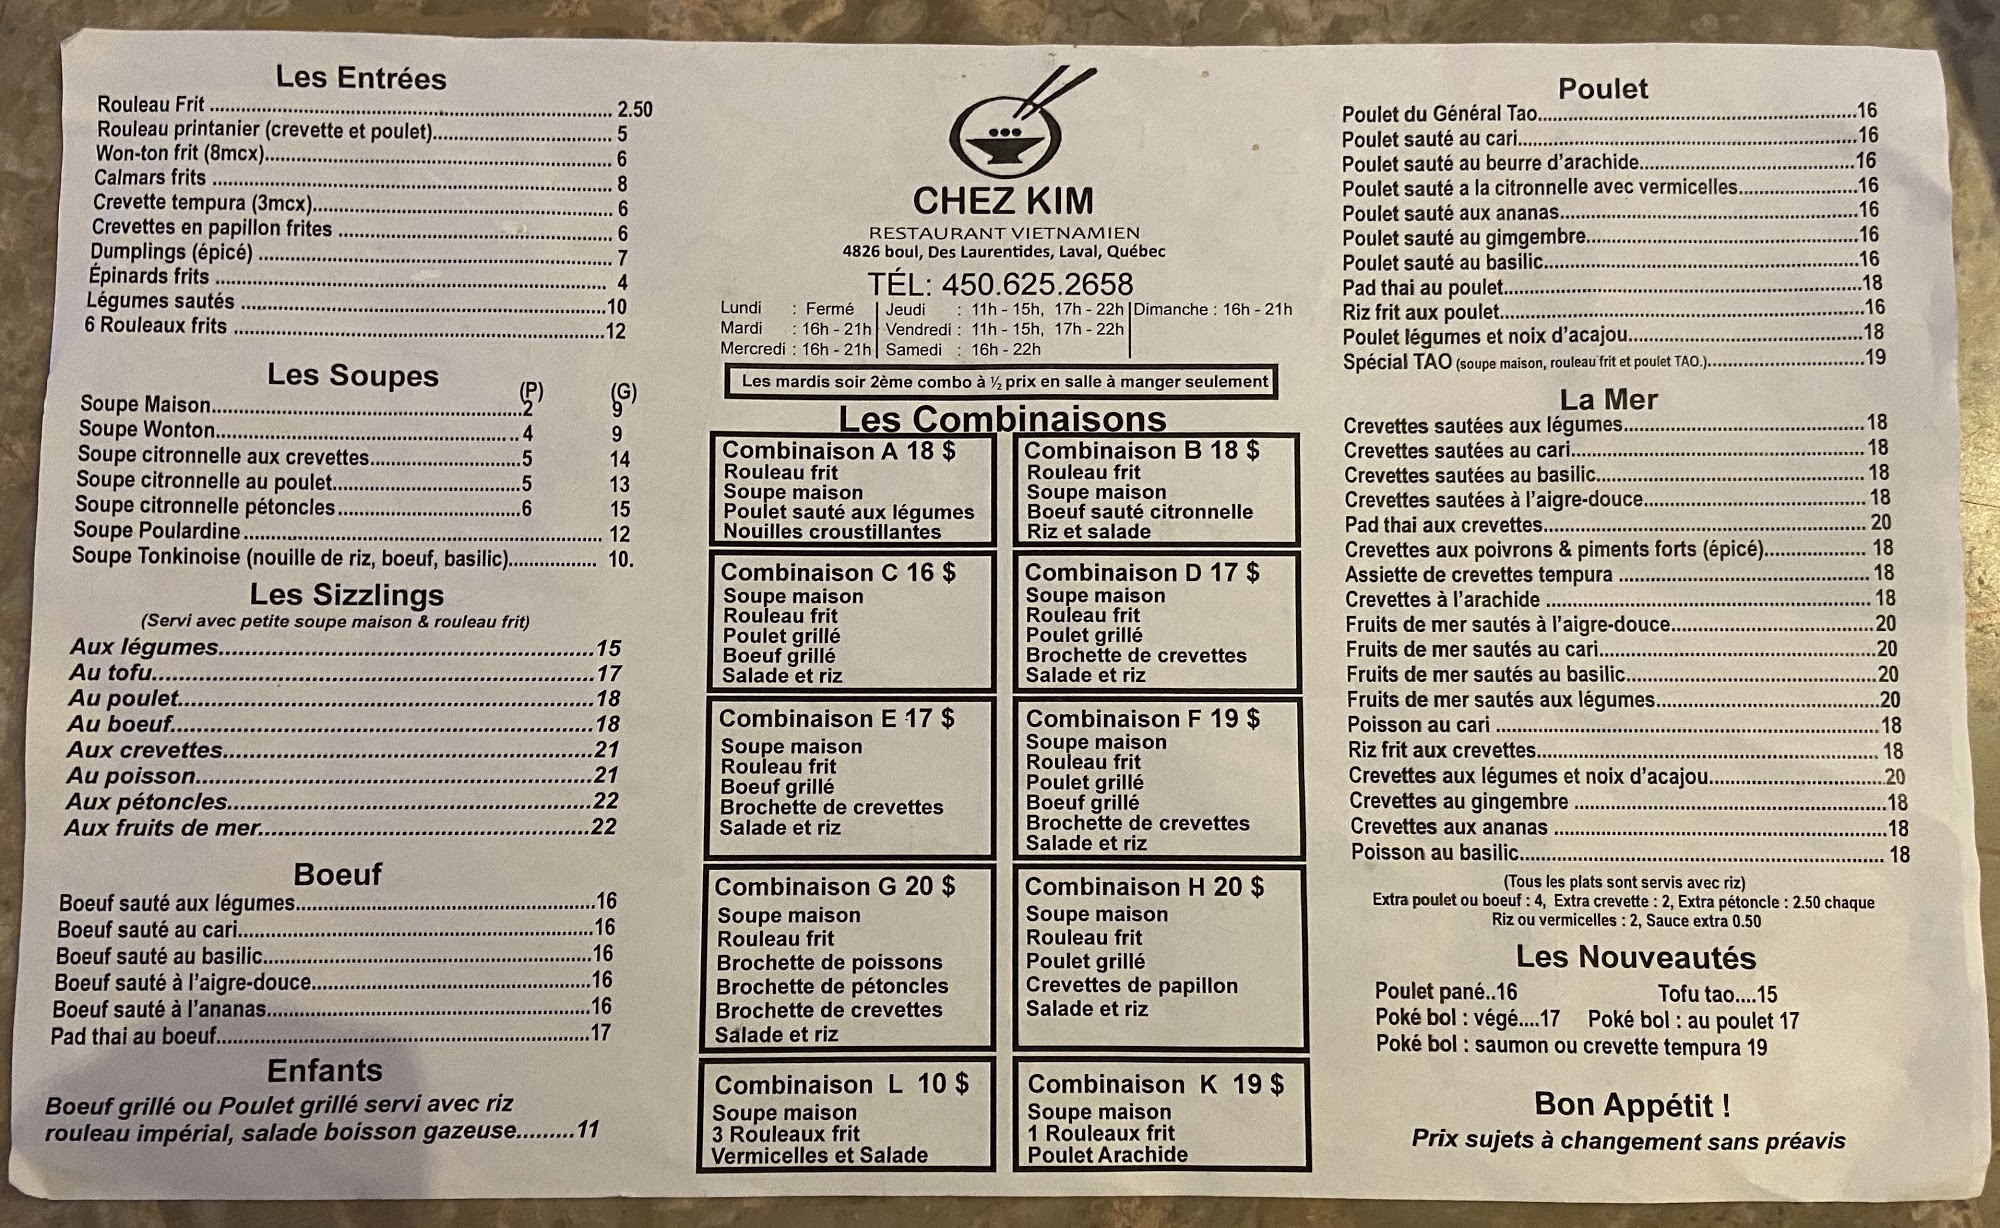 Les Entrées
Rouleau Frit ........ 2.50
Rouleau printanier (crevette et poulet)........ 5
Won-ton frit (8mcx)........ 6
Calmars frits ........ 8
Crevette tempura (3mcx)........ 6
Crevettes en papillon frites ........ 6
Dumplings (épicé) ........ 7
Épinards frits ........ 4
Légumes sautés ........10
6 Rouleaux frits ........12
Les Soupes
(P) (G)
Soupe Maison........2 9
Soupe Wonton........ 4 9
Soupe citronnelle aux crevettes........5 14
Soupe citronnelle au poulet........5 13
Soupe citronnelle pétoncles........6 15
Soupe Poulardine........ 12
Soupe Tonkinoise (nouille de riz, boeuf, basilic)........ 10.
Les Sizzlings
(Servi avec petite soupe maison & rouleau frit)
Aux légumes........15
Au tofu........17
Au poulet........18
Au boeuf........18
Aux crevettes........21
Au poisson........21
Aux pétoncles........22
Aux fruits de mer........22
Boeuf
Boeuf sauté aux légumes........16
Boeuf sauté au cari........16
Boeuf sauté au basilic........16
Boeuf sauté à l'aigre-douce........16
Boeuf sauté à l'ananas........16
Pad thai au boeuf........17
Enfants
Boeuf grillé ou Poulet grillé servi avec riz
rouleau impérial, salade boisson gazeuse.........11
CHEZ KIM
RESTAURANT VIETNAMIEN
4826 boul, Des Laurentides, Laval, Québec
TÉL: 450.625.2658
Lundi : Fermé Jeudi : 11h - 15h, 17h - 22h Dimanche : 16h - 21h
Mardi : 16h - 21h Vendredi : 11h - 15h, 17h - 22h
Mercredi : 16h - 21h Samedi : 16h - 22h
Les mardis soir 2ème combo à ½ prix en salle à manger seulement
Les Combinaisons
Combinaison A 18 $
Rouleau frit
Soupe maison
Poulet sauté aux légumes
Nouilles croustillantes
Combinaison B 18 $
Rouleau frit
Soupe maison
Boeuf sauté citronnelle
Riz et salade
Combinaison C 16 $
Soupe maison
Rouleau frit
Poulet grillé
Boeuf grillé
Salade et riz
Combinaison D 17 $
Soupe maison
Rouleau frit
Poulet grillé
Brochette de crevettes
Salade et riz
Combinaison E 17 $
Soupe maison
Rouleau frit
Boeuf grillé
Brochette de crevettes
Salade et riz
Combinaison F 19 $
Soupe maison
Rouleau frit
Poulet grillé
Boeuf grillé
Brochette de crevettes
Salade et riz
Combinaison G 20 $
Soupe maison
Rouleau frit
Brochette de poissons
Brochette de pétoncles
Brochette de crevettes
Salade et riz
Combinaison H 20 $
Soupe maison
Rouleau frit
Poulet grillé
Crevettes de papillon
Salade et riz
Combinaison L 10 $
Soupe maison
3 Rouleaux frit
Vermicelles et Salade
Combinaison K 19 $
Soupe maison
1 Rouleaux frit
Poulet Arachide
Poulet
Poulet du Général Tao........16
Poulet sauté au cari........16
Poulet sauté au beurre d'arachide........16
Poulet sauté a la citronnelle avec vermicelles........16
Poulet sauté aux ananas........16
Poulet sauté au gimgembre........16
Poulet sauté au basilic........16
Pad thai au poulet........18
Riz frit aux poulet........16
Poulet légumes et noix d'acajou........18
Spécial TAO (soupe maison, rouleau frit et poulet TAO.)........19
La Mer
Crevettes sautées aux légumes........18
Crevettes sautées au cari........18
Crevettes sautées au basilic........ 18
Crevettes sautées à l'aigre-douce........ 18
Pad thai aux crevettes........ 20
Crevettes aux poivrons & piments forts (épicé)........ 18
Assiette de crevettes tempura ........ 18
Crevettes à l'arachide ........ 18
Fruits de mer sautés à l'aigre-douce........20
Fruits de mer sautés au cari........20
Fruits de mer sautés au basilic........20
Fruits de mer sautés aux légumes........20
Poisson au cari ........18
Riz frit aux crevettes........ 18
Crevettes aux légumes et noix d'acajou........20
Crevettes au gingembre ........18
Crevettes aux ananas ........18
Poisson au basilic........ 18
(Tous les plats sont servis avec riz)
Extra poulet ou boeuf : 4, Extra crevette : 2, Extra pétoncle : 2.50 chaque
Riz ou vermicelles : 2, Sauce extra 0.50
Les Nouveautés
Poulet pané..16 Tofu tao....15
Poké bol : végé....17 Poké bol : au poulet 17
Poké bol : saumon ou crevette tempura 19
Bon Appétit !
Prix sujets à changement sans préavis